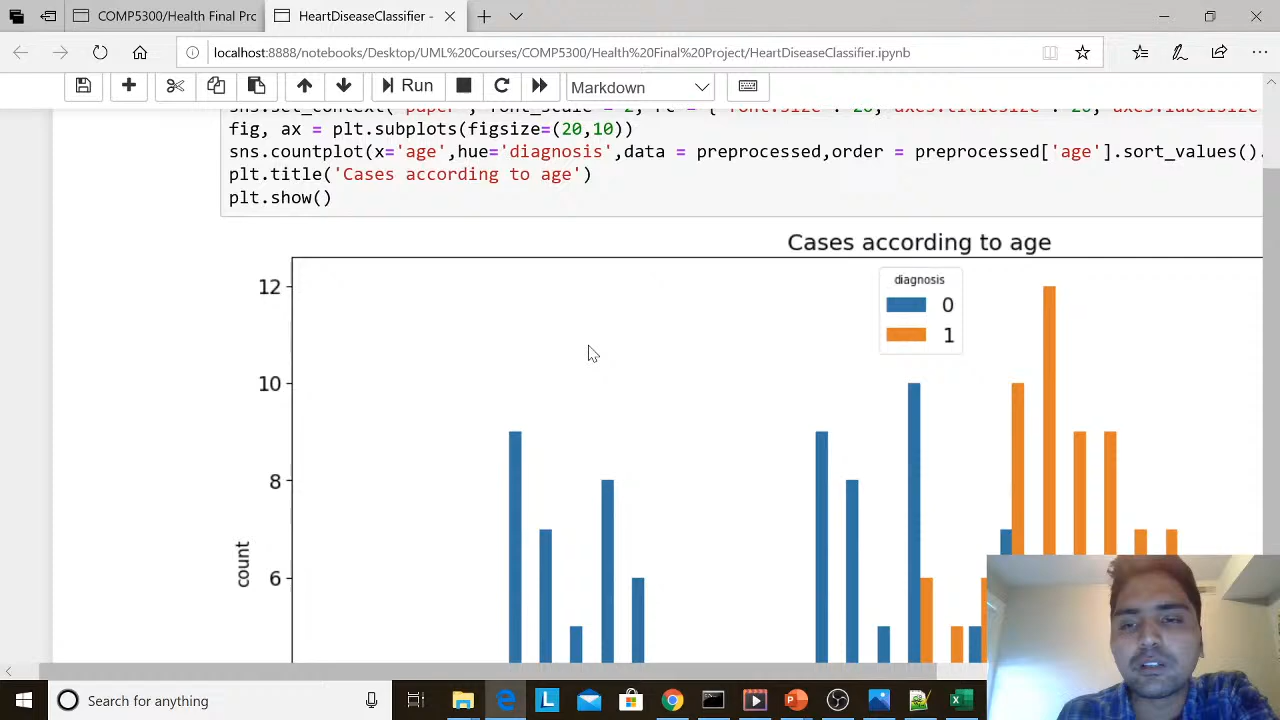 COMP5300/Health Final Prc
HeartDiseaseClassifier -
localhost:8888/notebooks/Desktop/UML%20Courses/COMP5300/Health%20Final%20Project/HeartDiseaseClassifier.ipynb
Run
Markdown
fig, ax = plt.subplots(figsize=(20,10))
sns.countplot(x='age',hue='diagnosis',data = preprocessed,order = preprocessed['age'].sort_values().
plt.title('Cases according to age')
plt.show()
Cases according to age
diagnosis
0
1
12
10
8
6
count
Search for anything